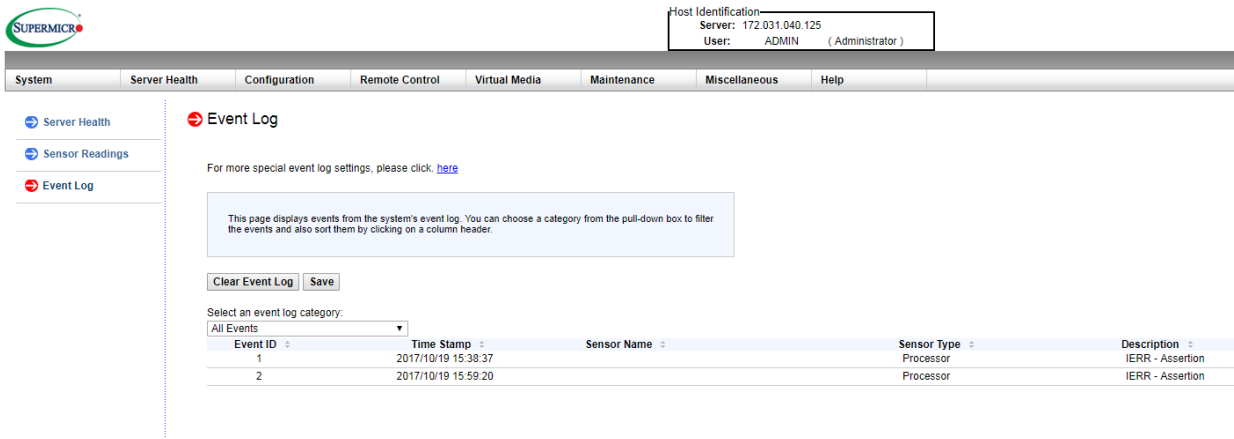 Host Identification
Server: 172.031.040.125
User: ADMIN ( Administrator )
SUPERMICR
System Server Health Configuration Remote Control Virtual Media Maintenance Miscellaneous Help
Server Health
Sensor Readings
Event Log
Event Log
For more special event log settings, please click. here
This page displays events from the system's event log. You can choose a category from the pull-down box to filter
the events and also sort them by clicking on a column header.
Clear Event Log Save
Select an event log category:
All Events
Event ID Time Stamp Sensor Name Sensor Type Description
1 2017/10/19 15:38:37 Processor IERR - Assertion
2 2017/10/19 15:59:20 Processor IERR - Assertion